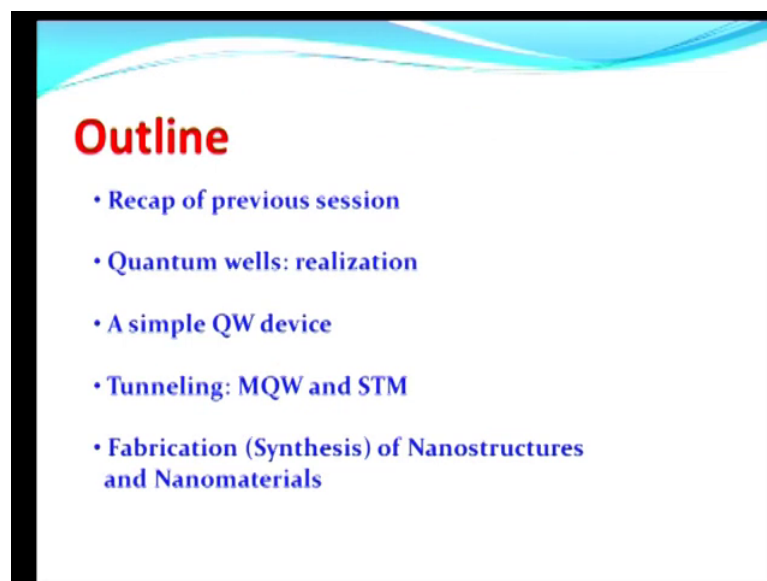 Outline
• Recap of previous session
• Quantum wells: realization
• A simple QW device
• Tunneling: MQW and STM
• Fabrication (Synthesis) of Nanostructures
and Nanomaterials